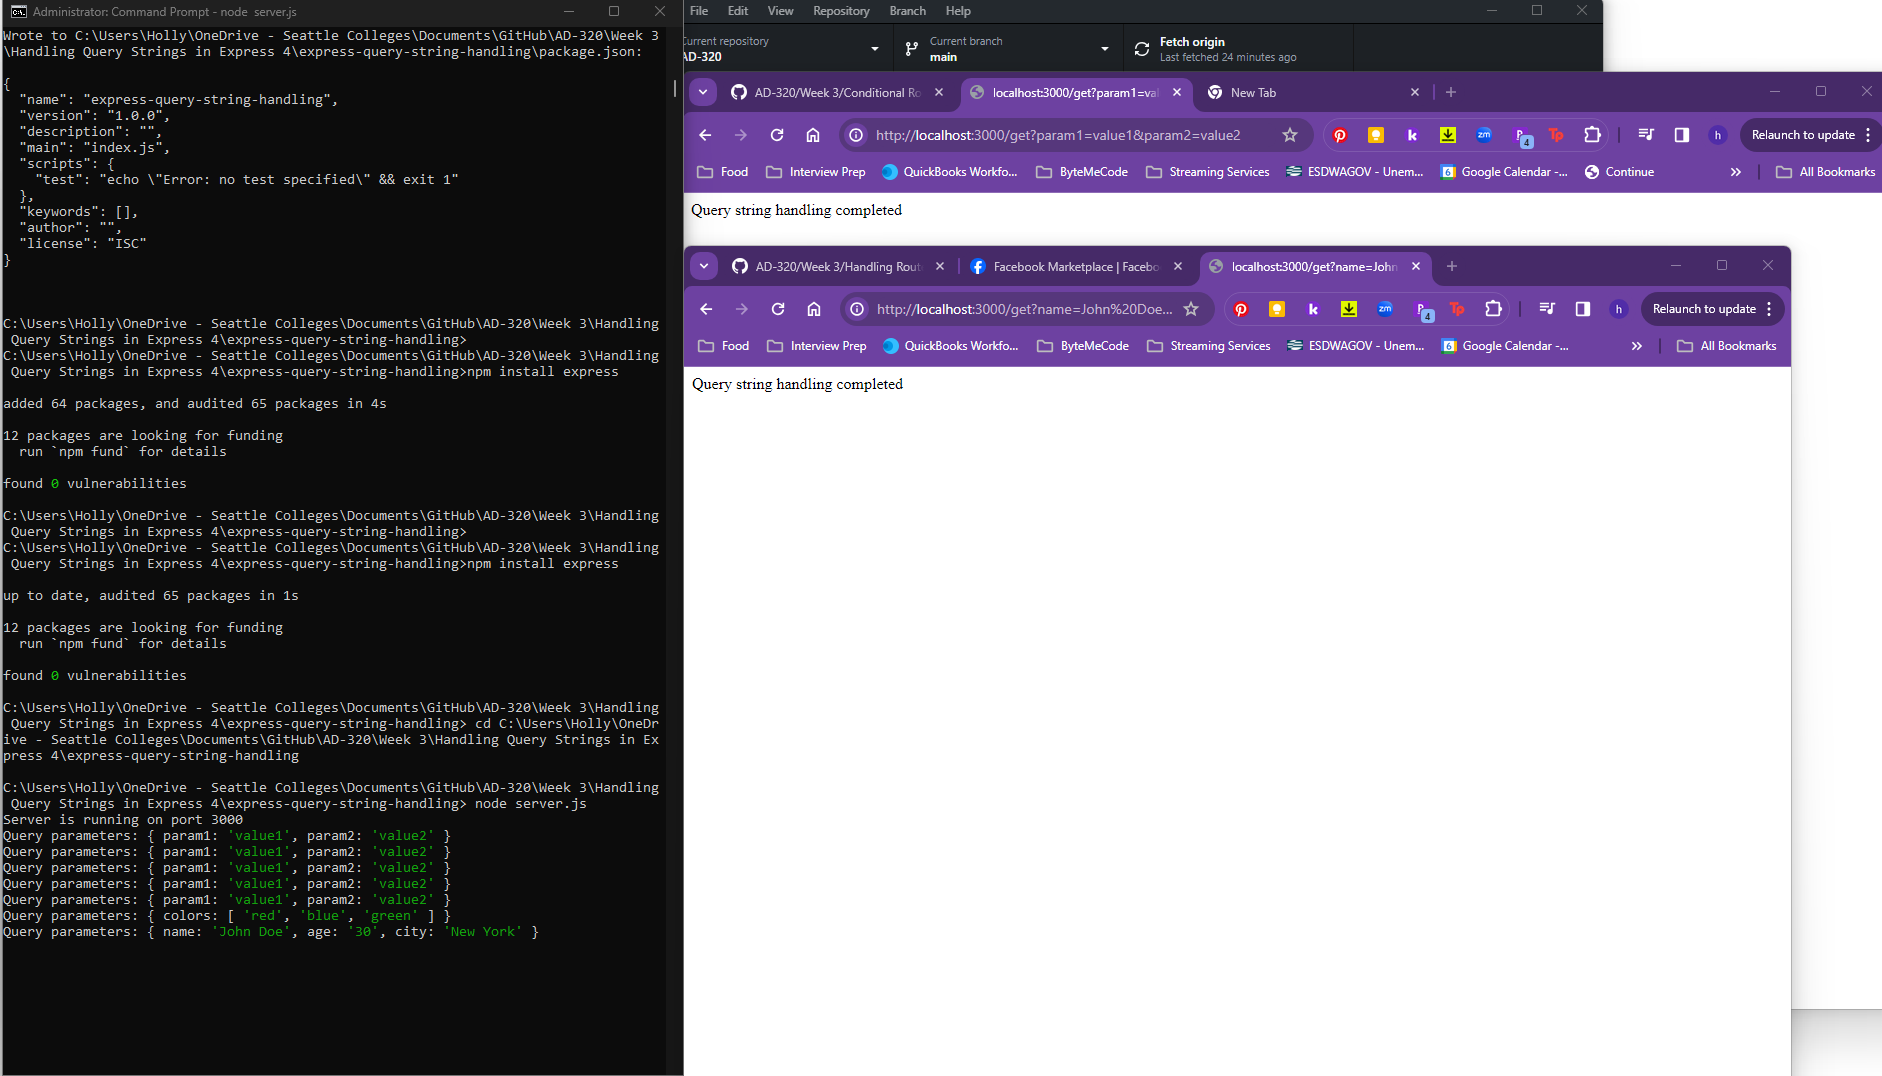 Administrator: Command Prompt - node  server.js
Wrote to C:\Users\Holly\OneDrive - Seattle Colleges\Documents\GitHub\AD-320\Week 3
\Handling Query Strings in Express 4\express-query-string-handling\package.json:
{
"name": "express-query-string-handling",
"version": "1.0.0",
"description": "",
"main": "index.js",
"scripts": {
"test": "echo \"Error: no test specified\" && exit 1"
},
"keywords": [],
"author": "",
"license": "ISC"
}
C:\Users\Holly\OneDrive - Seattle Colleges\Documents\GitHub\AD-320\Week 3\Handling
Query Strings in Express 4\express-query-string-handling>
C:\Users\Holly\OneDrive - Seattle Colleges\Documents\GitHub\AD-320\Week 3\Handling
Query Strings in Express 4\express-query-string-handling>npm install express
added 64 packages, and audited 65 packages in 4s
12 packages are looking for funding
run `npm fund` for details
found 0 vulnerabilities
C:\Users\Holly\OneDrive - Seattle Colleges\Documents\GitHub\AD-320\Week 3\Handling
Query Strings in Express 4\express-query-string-handling>
C:\Users\Holly\OneDrive - Seattle Colleges\Documents\GitHub\AD-320\Week 3\Handling
Query Strings in Express 4\express-query-string-handling>npm install express
up to date, audited 65 packages in 1s
12 packages are looking for funding
run `npm fund` for details
found 0 vulnerabilities
C:\Users\Holly\OneDrive - Seattle Colleges\Documents\GitHub\AD-320\Week 3\Handling
Query Strings in Express 4\express-query-string-handling> cd C:\Users\Holly\OneDr
ive - Seattle Colleges\Documents\GitHub\AD-320\Week 3\Handling Query Strings in Ex
press 4\express-query-string-handling
C:\Users\Holly\OneDrive - Seattle Colleges\Documents\GitHub\AD-320\Week 3\Handling
Query Strings in Express 4\express-query-string-handling> node server.js
Server is running on port 3000
Query parameters: { param1: 'value1', param2: 'value2' }
Query parameters: { param1: 'value1', param2: 'value2' }
Query parameters: { param1: 'value1', param2: 'value2' }
Query parameters: { param1: 'value1', param2: 'value2' }
Query parameters: { param1: 'value1', param2: 'value2' }
Query parameters: { colors: [ 'red', 'blue', 'green' ] }
Query parameters: { name: 'John Doe', age: '30', city: 'New York' }
File Edit View Repository Branch Help
Current repository
AD-320
Current branch
main
Fetch origin
Last fetched 24 minutes ago
AD-320/Week 3/Conditional Ro localhost:3000/get?param1=val New Tab
http://localhost:3000/get?param1=value1&param2=value2 k zm 4 Tp h Relaunch to update
Food Interview Prep QuickBooks Workfo... ByteMeCode Streaming Services ESDWAGOV - Unem... 6 Google Calendar -... Continue » All Bookmarks
Query string handling completed
AD-320/Week 3/Handling Rout Facebook Marketplace | Facebo localhost:3000/get?name=John
http://localhost:3000/get?name=John%20Doe... k zm 4 Tp h Relaunch to update
Food Interview Prep QuickBooks Workfo... ByteMeCode Streaming Services ESDWAGOV - Unem... 6 Google Calendar -... » All Bookmarks
Query string handling completed